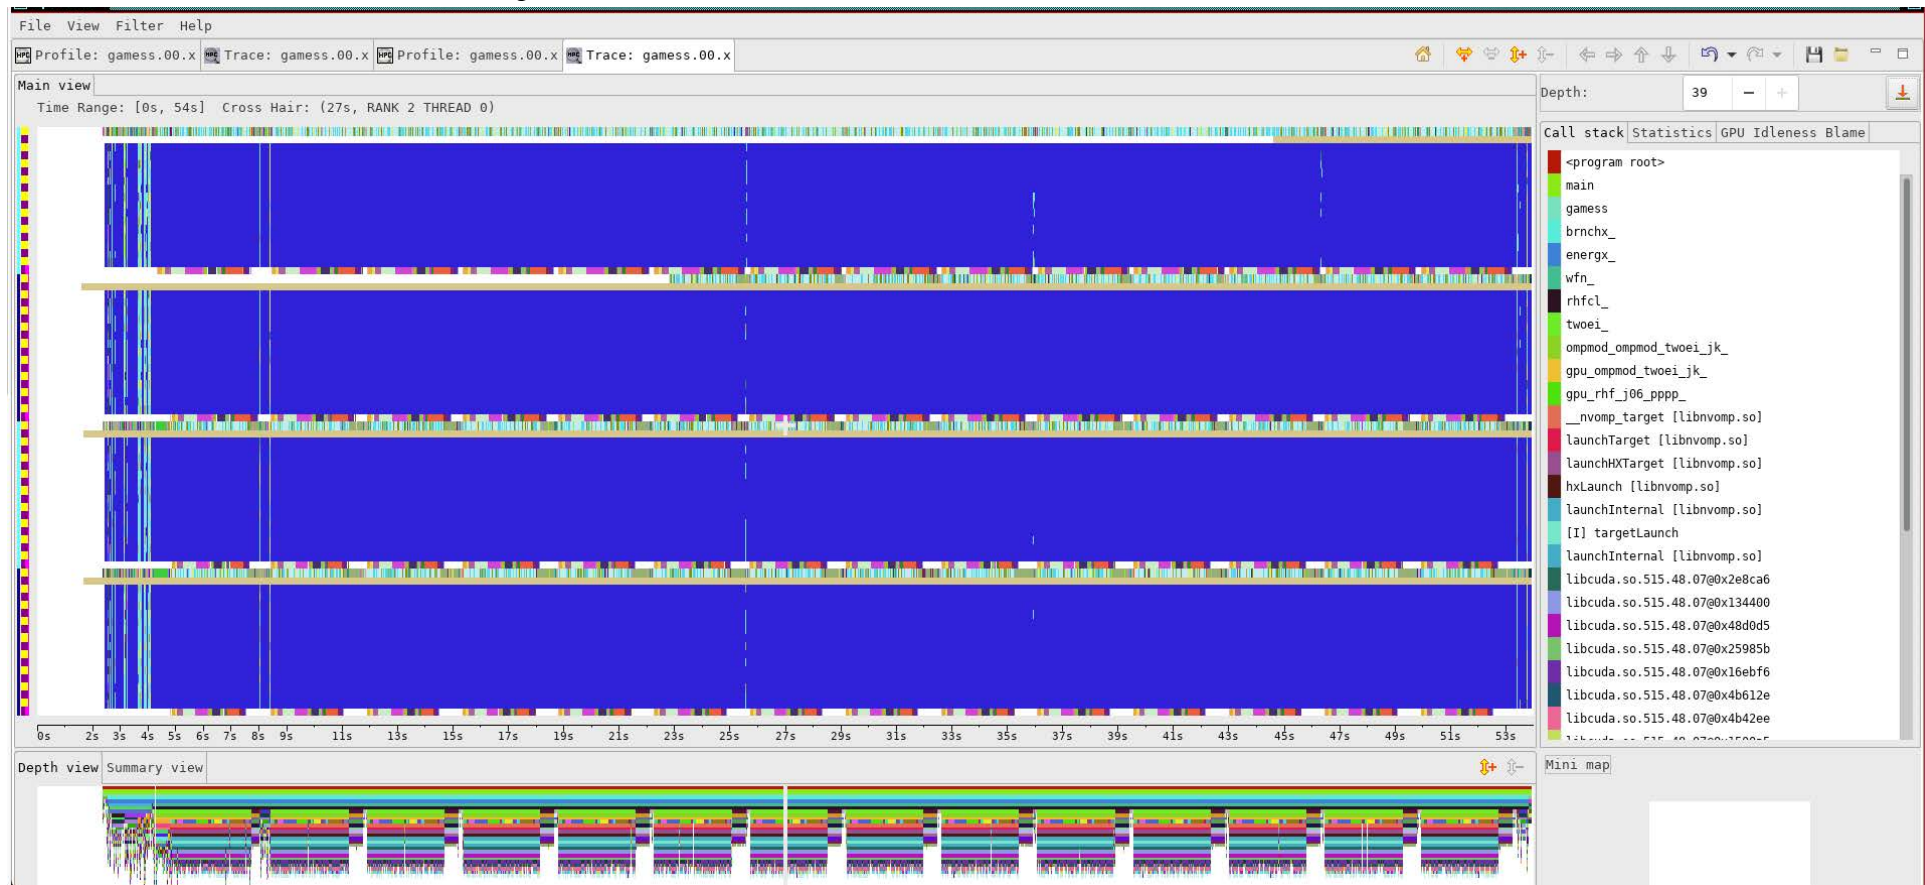 File View Filter Help
Profile: gamess.00.x Trace: gamess.00.x Profile: gamess.00.x Trace: gamess.00.x
Main view
Time Range: [0s, 54s] Cross Hair: (27s, RANK 2 THREAD 0)
0s 2s 3s 4s 5s 6s 7s 8s 9s 11s 13s 15s 17s 19s 21s 23s 25s 27s 29s 31s 33s 35s 37s 39s 41s 43s 45s 47s 49s 51s 53s
Depth view Summary view
Depth: 39
Call stack Statistics GPU Idleness Blame
<program root>
main
gamess
brnchx_
energx_
wfn_
rhfcl_
twoei_
ompmod_ompmod_twoei_jk_
gpu_ompmod_twoei_jk_
gpu_rhf_j06_pppp_
__nvomp_target [libnvomp.so]
launchTarget [libnvomp.so]
launchHXTarget [libnvomp.so]
hxLaunch [libnvomp.so]
launchInternal [libnvomp.so]
[I] targetLaunch
launchInternal [libnvomp.so]
libcuda.so.515.48.07@0x2e8ca6
libcuda.so.515.48.07@0x134400
libcuda.so.515.48.07@0x48d0d5
libcuda.so.515.48.07@0x25985b
libcuda.so.515.48.07@0x16ebf6
libcuda.so.515.48.07@0x4b612e
libcuda.so.515.48.07@0x4b42ee
Mini map